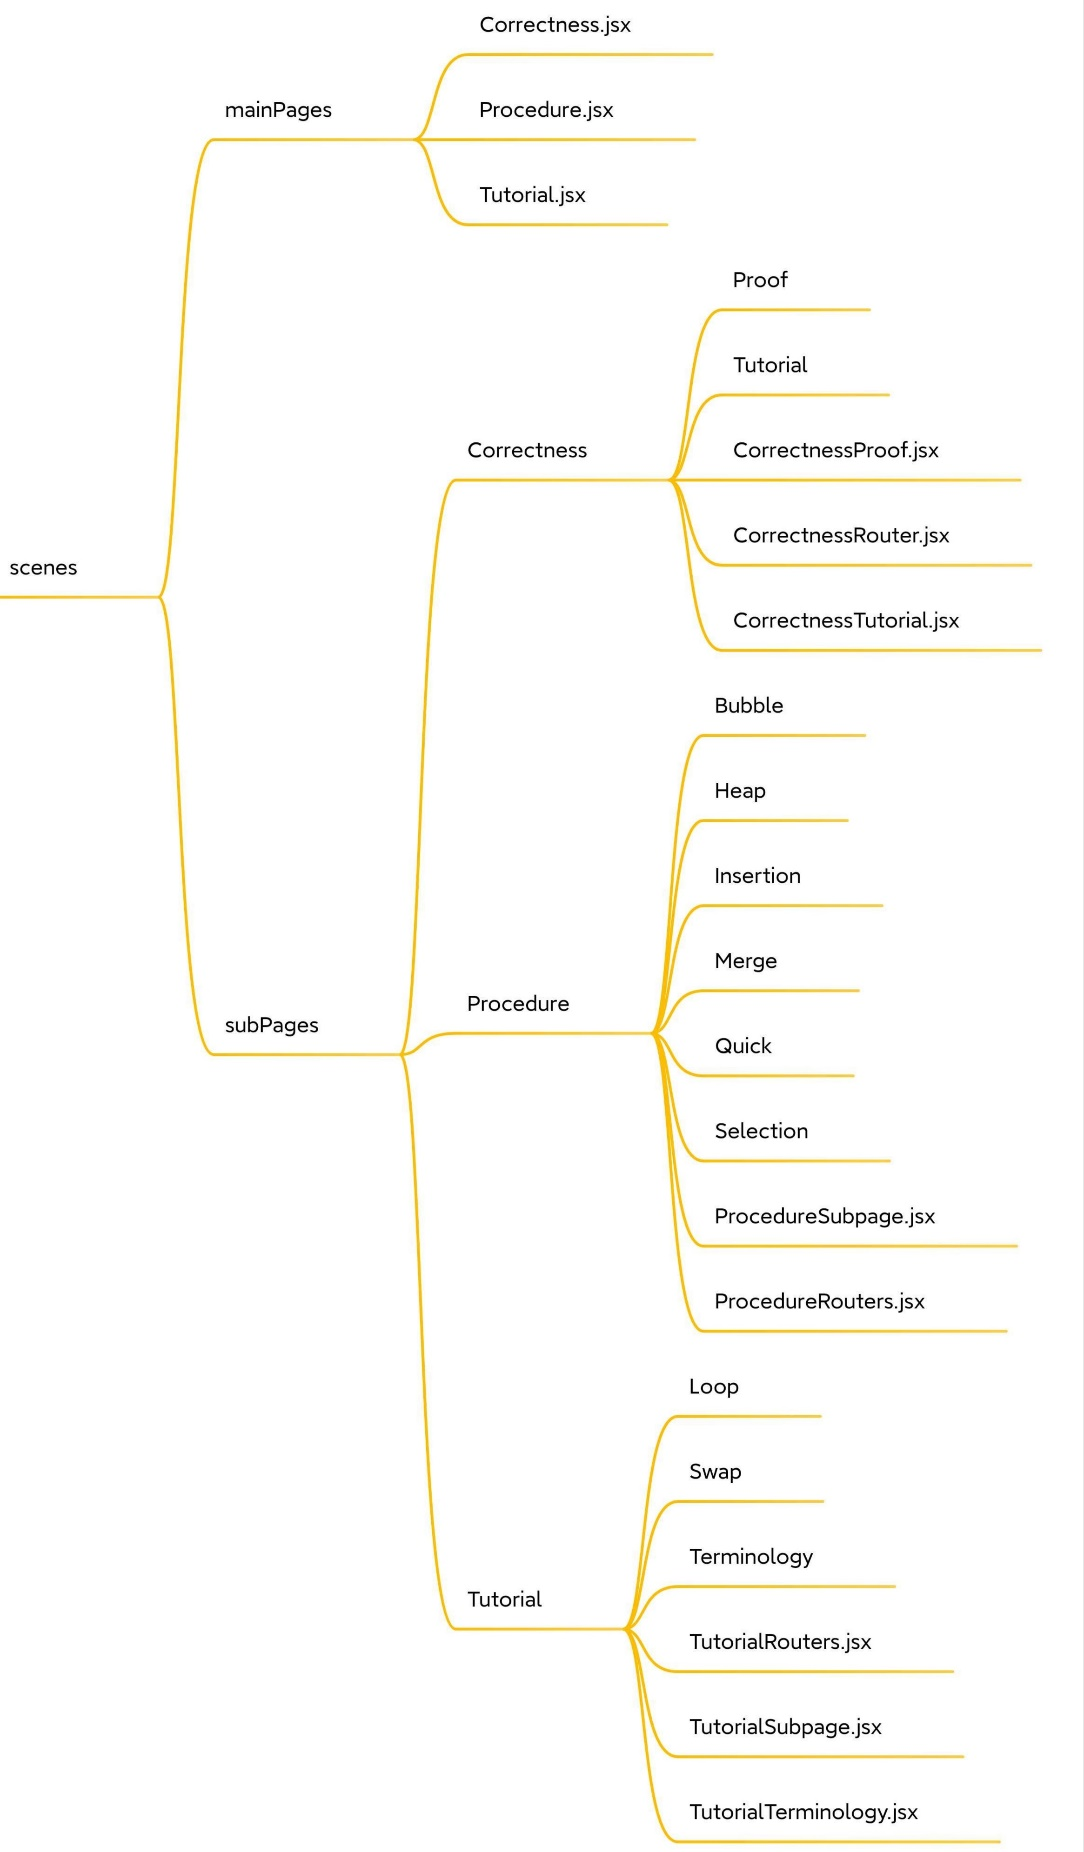 Correctness.jsx
mainPages
Procedure.jsx
Tutorial.jsx
Proof
Tutorial
Correctness
CorrectnessProof.jsx
CorrectnessRouter.jsx
scenes
CorrectnessTutorial.jsx
Bubble
Heap
Insertion
Merge
Procedure
subPages
Quick
Selection
ProcedureSubpage.jsx
ProcedureRouters.jsx
Loop
Swap
Terminology
Tutorial
TutorialRouters.jsx
TutorialSubpage.jsx
TutorialTerminology.jsx